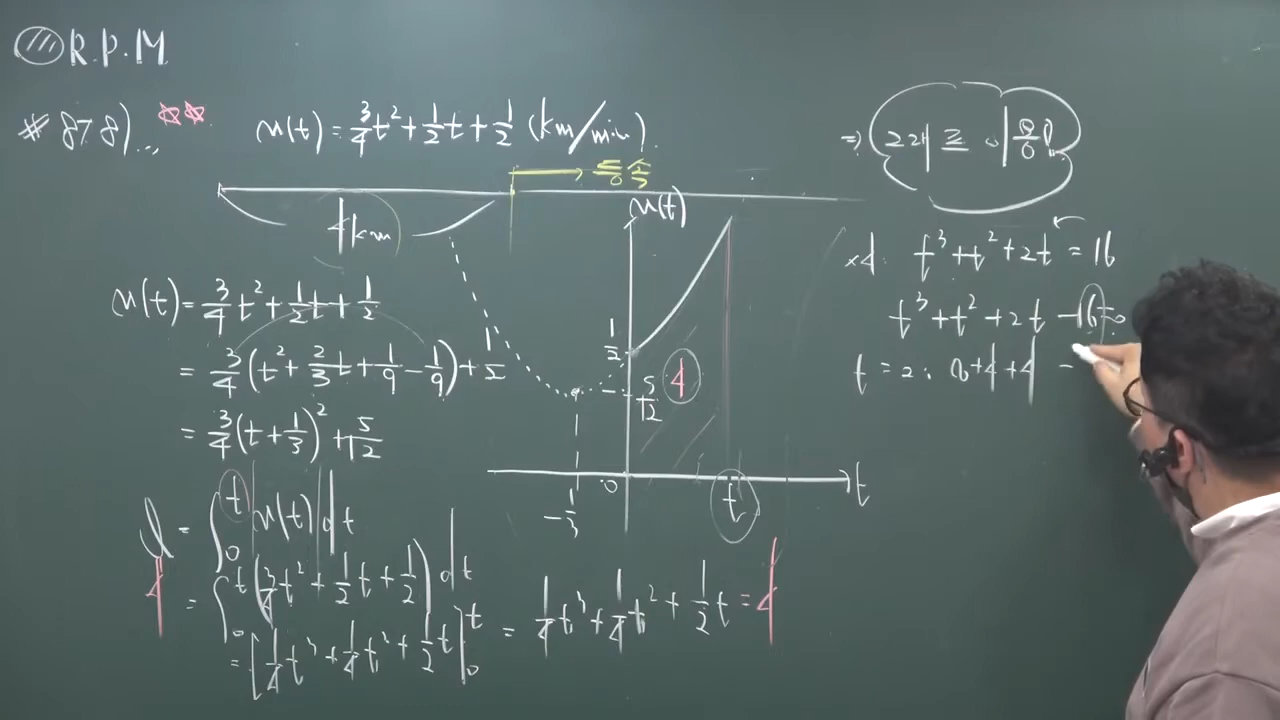 R.P.M
# 878)...
v(t) = 3/4 t² + 1/2 t + 1/2 (km/min).
등속
4km
v(t) = 3/4 t² + 1/2 t + 1/2
= 3/4 (t² + 2/3 t + 1/9 - 1/9) + 1/2
= 3/4 (t + 1/3)² + 5/12
l = ∫₀ᵗ |v(t)| dt
4 = ∫₀ᵗ (3/4 t² + 1/2 t + 1/2) dt
= [1/4 t³ + 1/4 t² + 1/2 t]₀ᵗ = 1/4 t³ + 1/4 t² + 1/2 t = 4
v(t)
1/2
5/12
4
0
-1/3
t
t
⇒
x4. t³ + t² + 2t = 16
t³ + t² + 2t - 16 = 0
t = 2 : 8 + 4 + 4 -